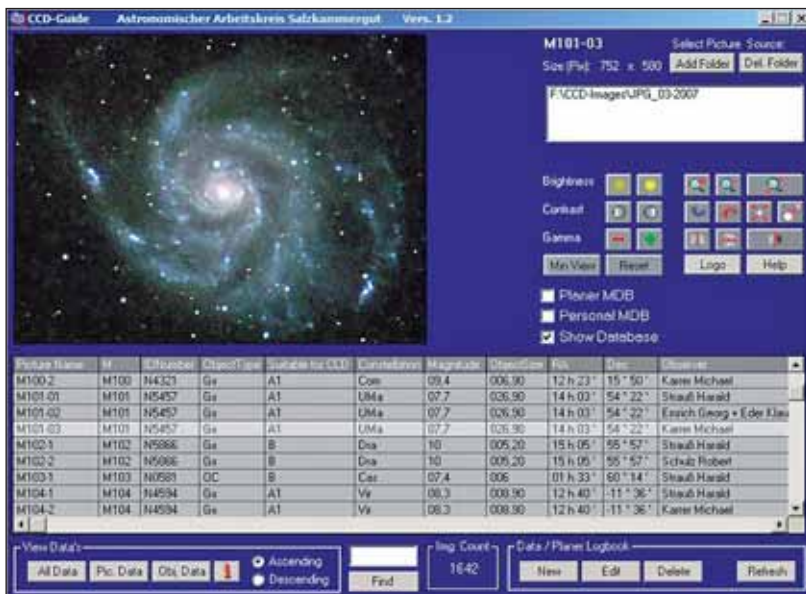 CCD-Guide Astronomischer Arbeitskreis Salzkammergut Vers. 1.2
M101-03 Select Picture Source:
Size (Pix): 752 x 580 Add Folder Del. Folder
F:\CCD-Images\JPG_03-2007
Brightness
Contrast
Gamma
Min View Reset Logo Help
Planer MDB
Personal MDB
Show Database
Picture Name M IDNumber ObjectType Suitable for CCD Constellation Magnitude ObjectSize RA Dec Observer
M100-2 M100 N4321 Gx A1 Com 09,4 006,90 12 h 23 ' 15 ° 50 ' Karrer Michael
M101-01 M101 N5457 Gx A1 UMa 07,7 026,90 14 h 03 ' 54 ° 22 ' Strauß Harald
M101-02 M101 N5457 Gx A1 UMa 07,7 026,90 14 h 03 ' 54 ° 22 ' Georg + Eder Klau
M101-03 M101 N5457 Gx A1 UMa 07,7 026,90 14 h 03 ' 54 ° 22 ' Karrer Michael
M102-1 M102 N5866 Gx B Dra 10 005,20 15 h 05 ' 55 ° 57 ' Strauß Harald
M102-2 M102 N5866 Gx B Dra 10 005,20 15 h 05 ' 55 ° 57 ' Schulz Robert
M103-1 M103 N0581 OC B Cas 07,4 006 01 h 33 ' 60 ° 14 ' Strauß Harald
M104-1 M104 N4594 Gx A1 Vir 08,3 008,90 12 h 40 ' -11 ° 36 ' Strauß Harald
M104-2 M104 N4594 Gx A1 Vir 08,3 008,90 12 h 40 ' -11 ° 36 ' Karrer Michael
View Data's Img. Count Data / Planer Logbook
All Data Pic. Data Obj. Data Ascending Descending Find 1642 New Edit Delete Refresh